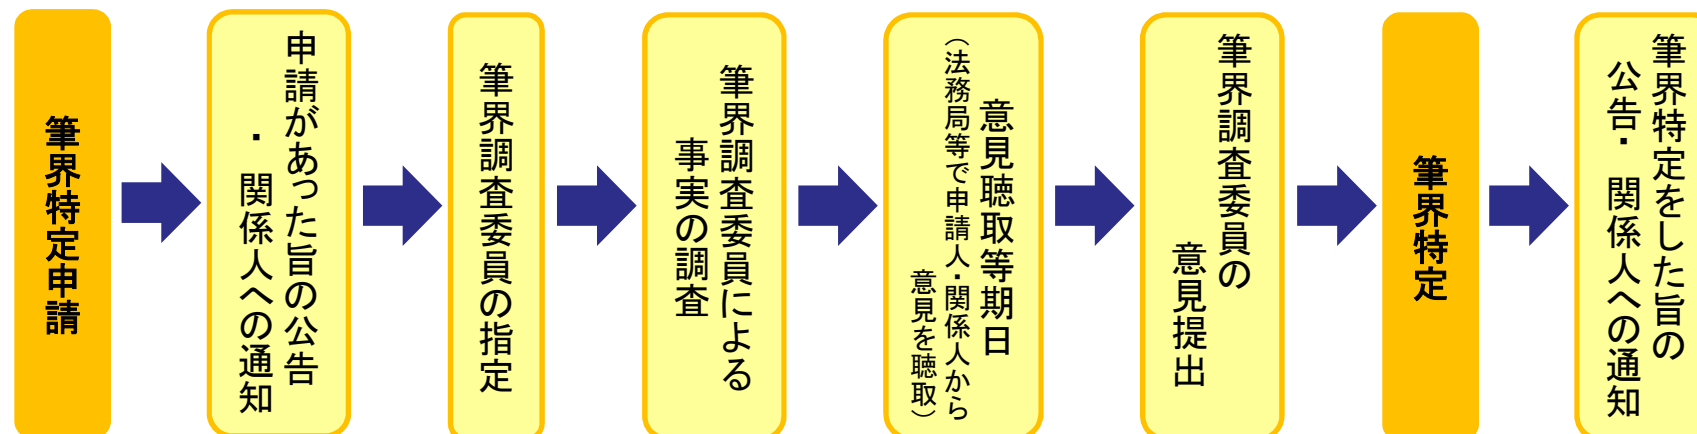 筆界特定申請
申請があった旨の公告
・関係人への通知
筆界調査委員の指定
筆界調査委員による
事実の調査
意見聴取等期日
（法務局等で申請人・関係人から
意見を聴取）
筆界調査委員の
意見提出
筆界特定
筆界特定をした旨の
公告・関係人への通知